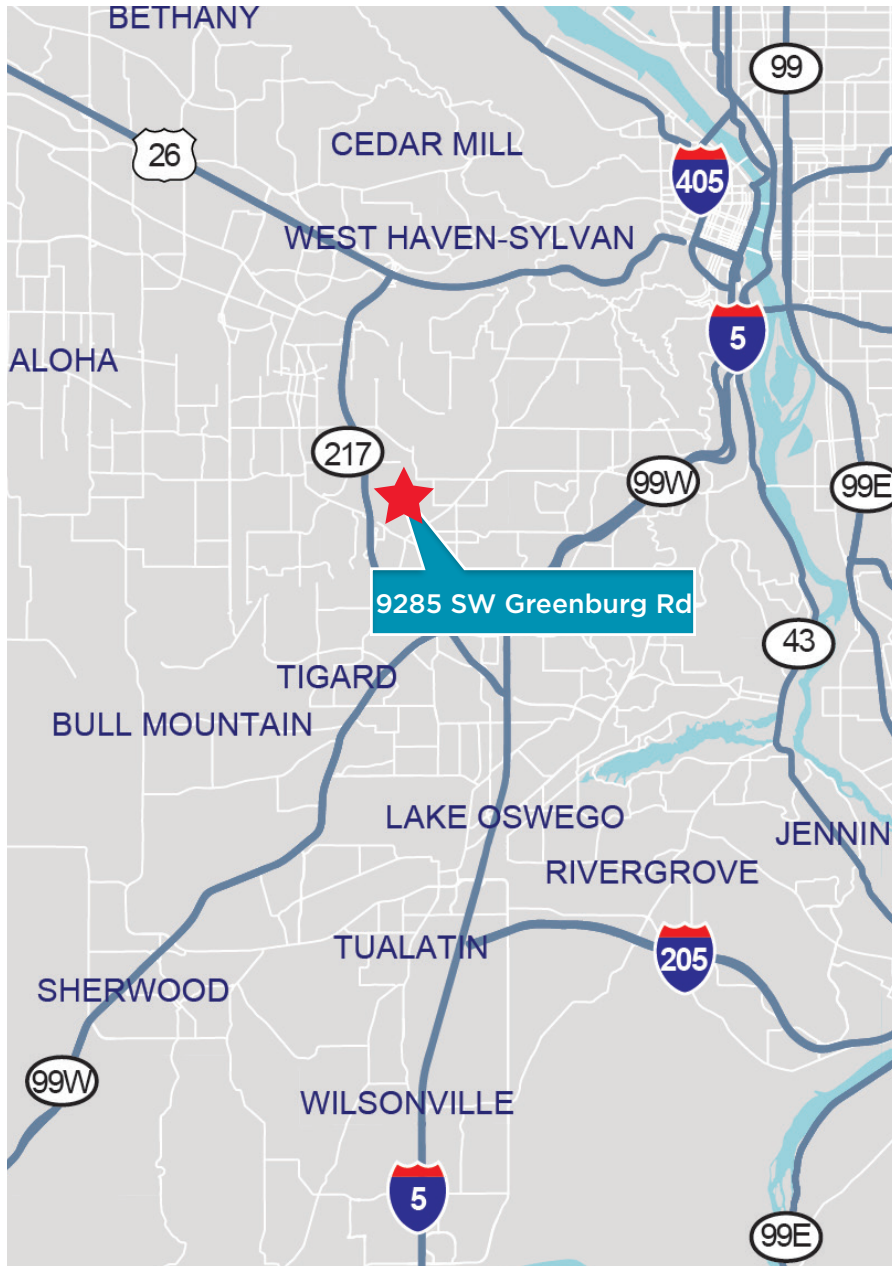 BETHANY
99
26
CEDAR MILL
405
WEST HAVEN-SYLVAN
5
ALOHA
217
99W
99E
9285 SW Greenburg Rd
43
TIGARD
BULL MOUNTAIN
LAKE OSWEGO
JENNIN
RIVERGROVE
TUALATIN
205
SHERWOOD
99W
WILSONVILLE
5
99E